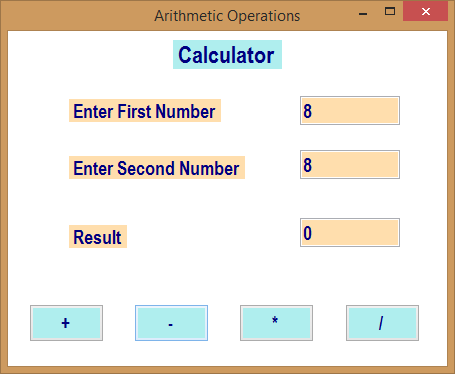 Arithmetic Operations
Calculator
Enter First Number 8
Enter Second Number 8
Result 0
+ - * /